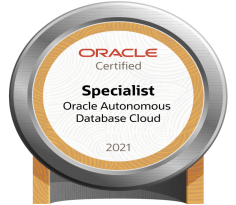 ORACLE
Certified
Specialist
Oracle Autonomous
Database Cloud
2021